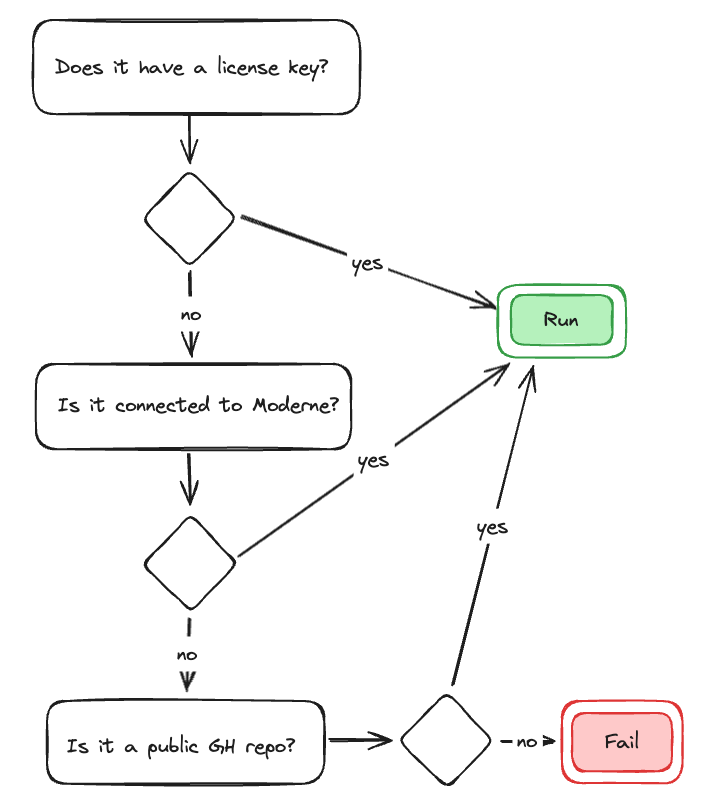 Does it have a license key?
yes
no
Run
Is it connected to Moderne?
yes
yes
no
Is it a public GH repo?
no
Fail